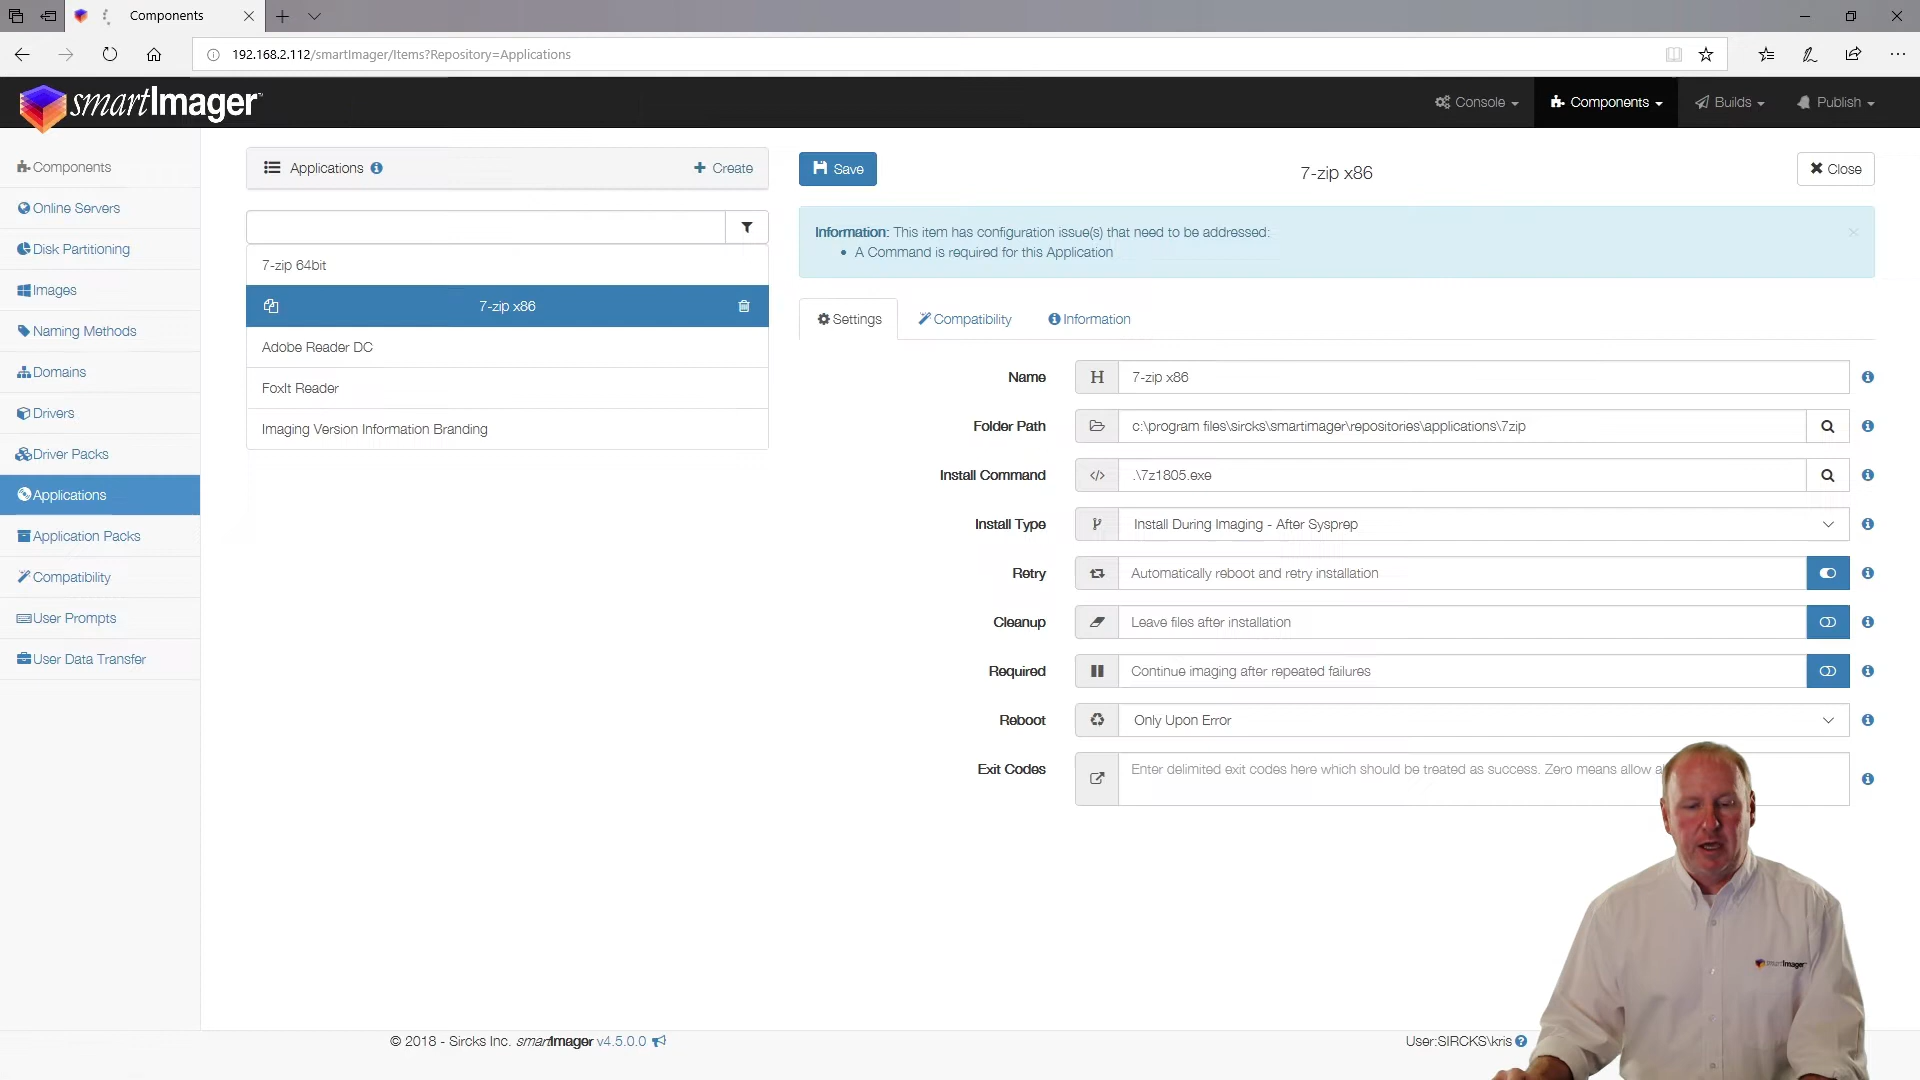 Components
192.168.2.112/smartImager/Items?Repository=Applications
smartImager™
Console
Components
Builds
Publish
Components
Online Servers
Disk Partitioning
Images
Naming Methods
Domains
Drivers
Driver Packs
Applications
Application Packs
Compatibility
User Prompts
User Data Transfer
Applications
Create
7-zip 64bit
7-zip x86
Adobe Reader DC
FoxIt Reader
Imaging Version Information Branding
Save
7-zip x86
Close
Information: This item has configuration issue(s) that need to be addressed:
• A Command is required for this Application
Settings
Compatibility
Information
Name
7-zip x86
Folder Path
c:\program files\sircks\smartimager\repositories\applications\7zip
Install Command
.\7z1805.exe
Install Type
Install During Imaging - After Sysprep
Retry
Automatically reboot and retry installation
Cleanup
Leave files after installation
Required
Continue imaging after repeated failures
Reboot
Only Upon Error
Exit Codes
Enter delimited exit codes here which should be treated as success. Zero means allow
smartImager
© 2018 - Sircks Inc. smartImager v4.5.0.0
User:SIRCKS\kris